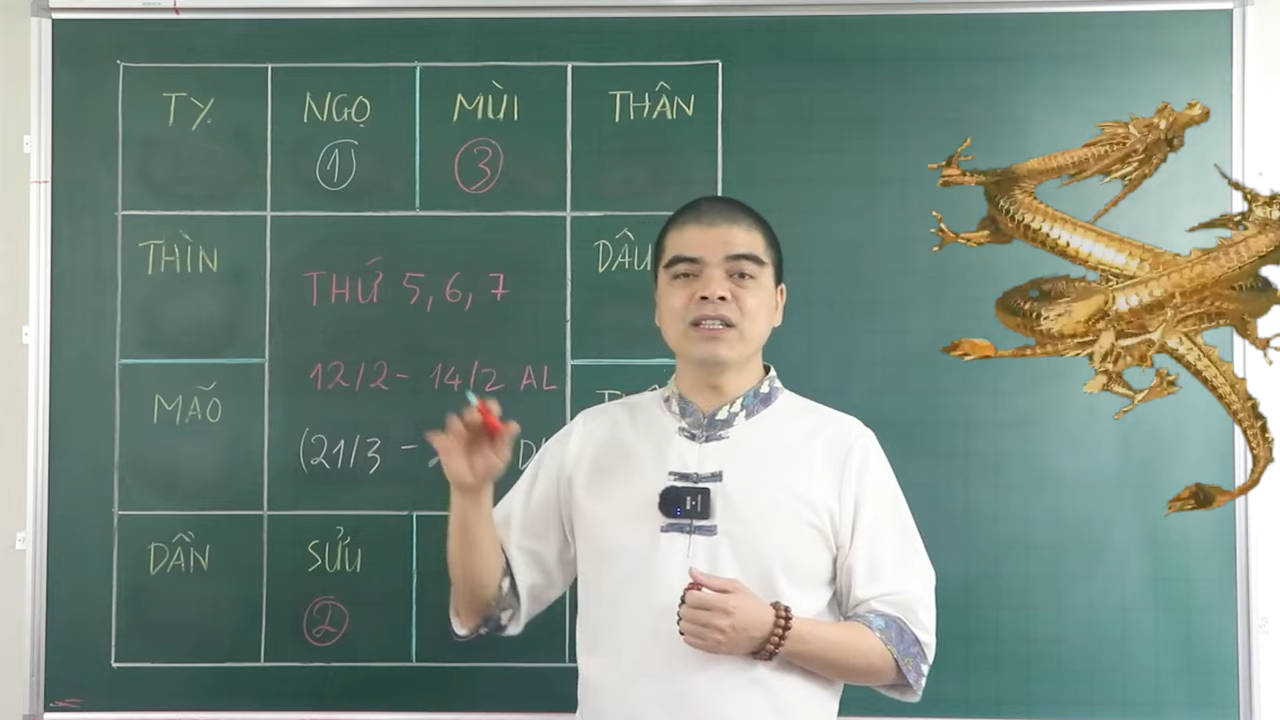 TỴ
NGỌ
MÙI
THÂN
1
3
THÌN
DẬU
THỨ 5, 6, 7
MÃO
12/2 - 14/2 AL
(21/3 -
DẦN
SỬU
2